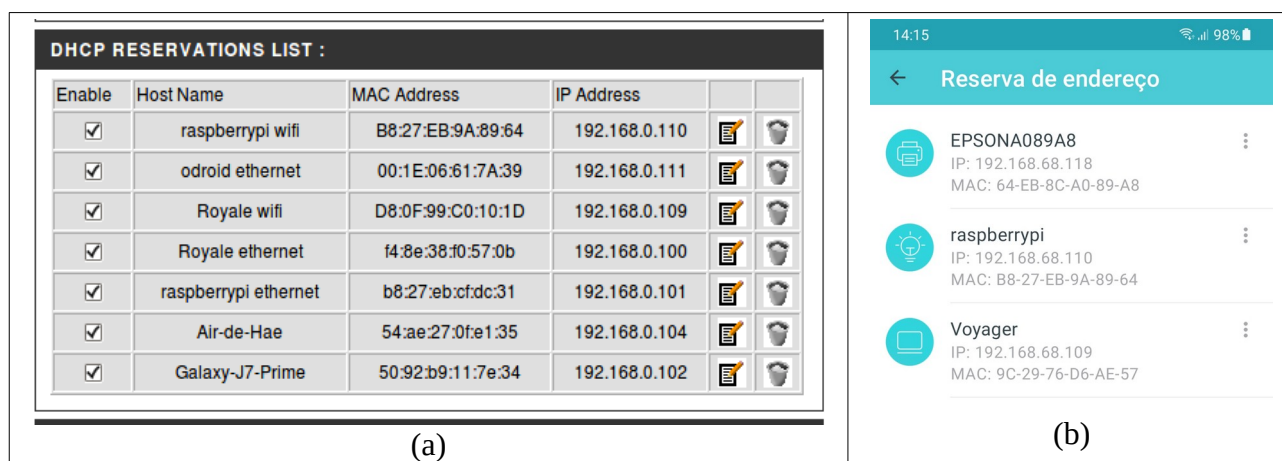 DHCP RESERVATIONS LIST :
Enable Host Name MAC Address IP Address
raspberrypi wifi B8:27:EB:9A:89:64 192.168.0.110
odroid ethernet 00:1E:06:61:7A:39 192.168.0.111
Royale wifi D8:0F:99:C0:10:1D 192.168.0.109
Royale ethernet f4:8e:38:f0:57:0b 192.168.0.100
raspberrypi ethernet b8:27:eb:cf:dc:31 192.168.0.101
Air-de-Hae 54:ae:27:0f:e1:35 192.168.0.104
Galaxy-J7-Prime 50:92:b9:11:7e:34 192.168.0.102
(a)
14:15 98%
Reserva de endereço
EPSONA089A8
IP: 192.168.68.118
MAC: 64-EB-8C-A0-89-A8
raspberrypi
IP: 192.168.68.110
MAC: B8-27-EB-9A-89-64
Voyager
IP: 192.168.68.109
MAC: 9C-29-76-D6-AE-57
(b)